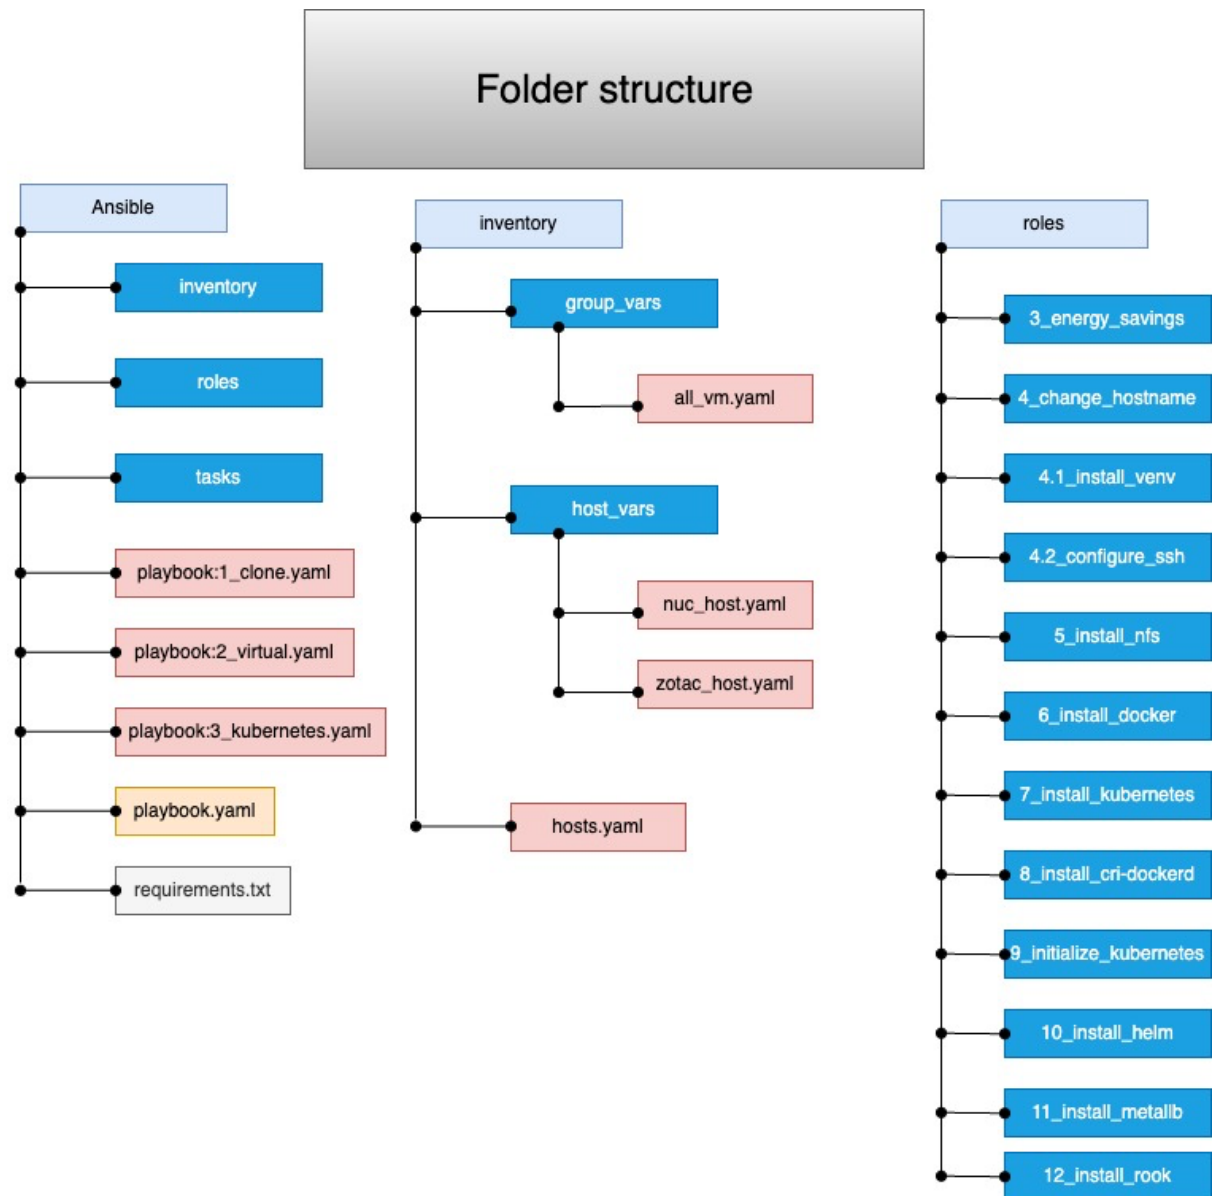 Folder structure
Ansible
inventory
roles
tasks
playbook:1_clone.yaml
playbook:2_virtual.yaml
playbook:3_kubernetes.yaml
playbook.yaml
requirements.txt
inventory
group_vars
all_vm.yaml
host_vars
nuc_host.yaml
zotac_host.yaml
hosts.yaml
roles
3_energy_savings
4_change_hostname
4.1_install_venv
4.2_configure_ssh
5_install_nfs
6_install_docker
7_install_kubernetes
8_install_cri-dockerd
9_initialize_kubernetes
10_install_helm
11_install_metallb
12_install_rook